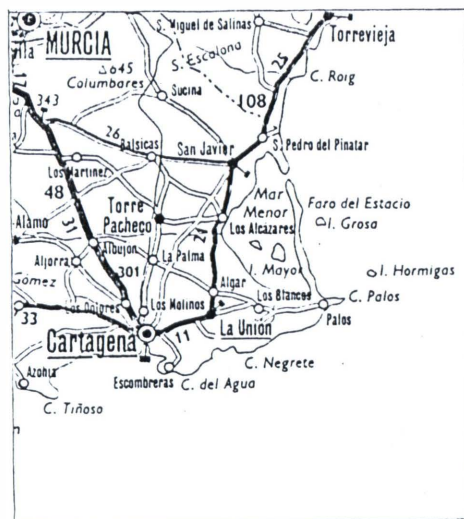 S. Miguel de Salinas
Torrevieja
MURCIA
S. Escalona
25
△645
Columbares
C. Roig
Sucina
108
343
26
Balsicas
San Javier
S. Pedro del Pinatar
Los Martinez
48
Mar
Menor
Faro del Estacio
Torre
Pacheco
I. Grosa
Alamo
31
21
Los Alcazares
Albujon
Aljorra
La Palma
I. Mayor
I. Hormigas
301
Gómez
Algar
Los Blancos
C. Palos
33
Los Dolores
Los Molinos
Palos
La Unión
Cartagena
11
C. Negrete
Azohia
Escombreras
C. del Agua
C. Tiñoso